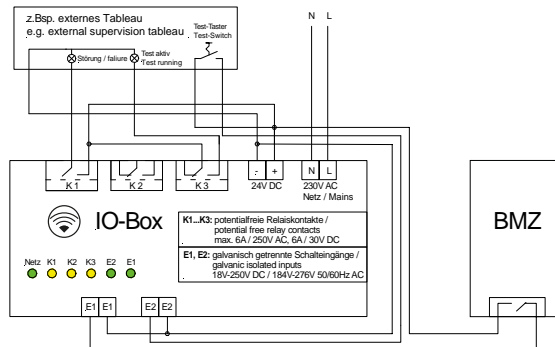 z.Bsp. externes Tableau
e.g. external supervision tableau
Test-Taster
Test-Switch
N L
Störung / faliure
Test aktiv
Test running
K 1
K 2
K 3
- +
24V DC
N L
230V AC
Netz / Mains
IO-Box
K1...K3: potentialfreie Relaiskontakte /
potential free relay contacts
max. 6A / 250V AC, 6A / 30V DC
E1, E2: galvanisch getrennte Schalteingänge /
galvanic isolated inputs
18V-250V DC / 184V-276V 50/60Hz AC
BMZ
Netz K1 K2 K3 E2 E1
E1 E1 E2 E2